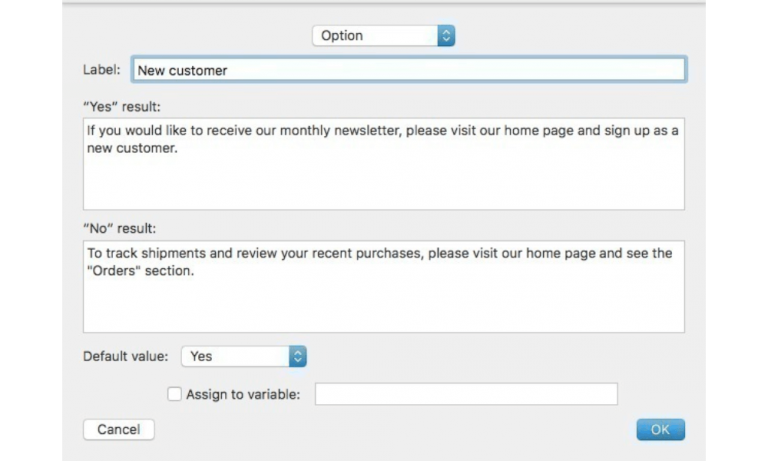 Option
Label: New customer
“Yes” result:
If you would like to receive our monthly newsletter, please visit our home page and sign up as a
new customer.
“No” result:
To track shipments and review your recent purchases, please visit our home page and see the
"Orders" section.
Default value: Yes
Assign to variable:
Cancel OK